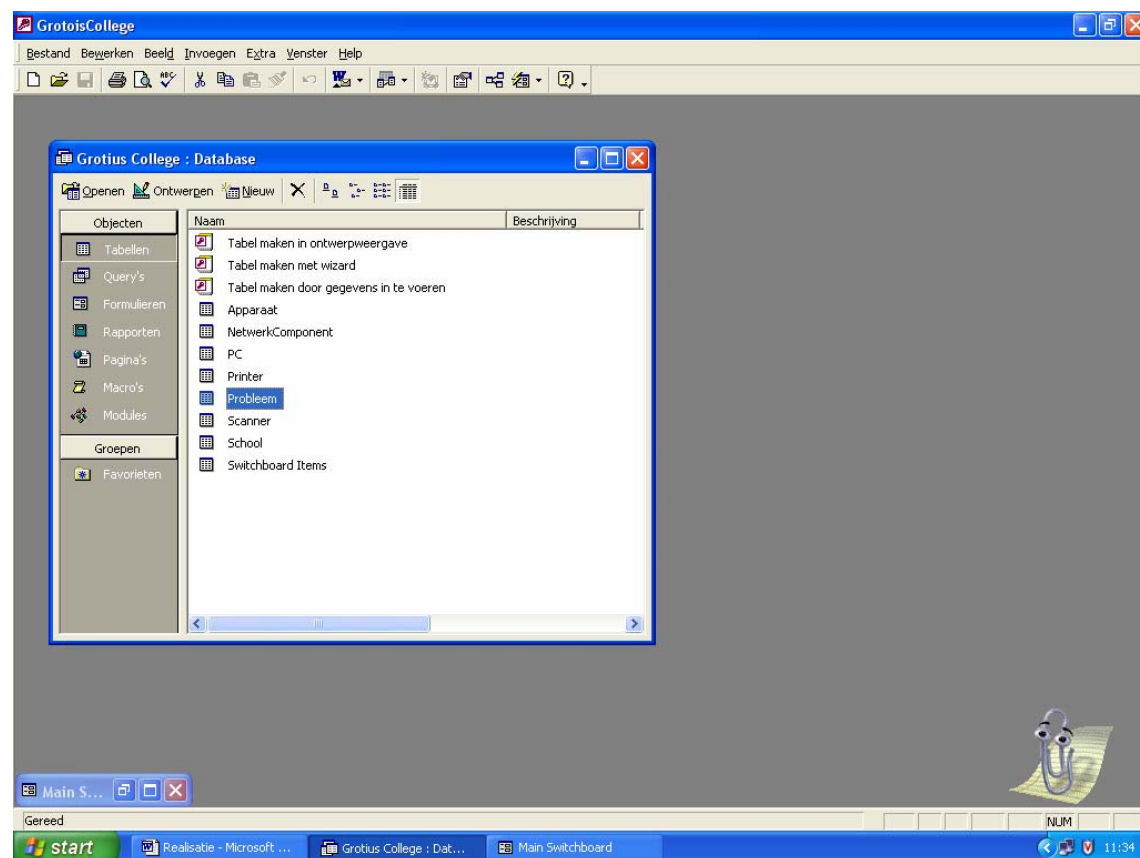 GrotoisCollege
Bestand Bewerken Beeld Invoegen Extra Venster Help
Grotius College : Database
Openen Ontwerpen Nieuw
Objecten
Tabellen
Query's
Formulieren
Rapporten
Pagina's
Macro's
Modules
Groepen
Favorieten
Naam Beschrijving
Tabel maken in ontwerpweergave
Tabel maken met wizard
Tabel maken door gegevens in te voeren
Apparaat
NetwerkComponent
PC
Printer
Probleem
Scanner
School
Switchboard Items
Main S...
Gereed NUM
start Realisatie - Microsoft ... Grotius College : Dat... Main Switchboard 11:34